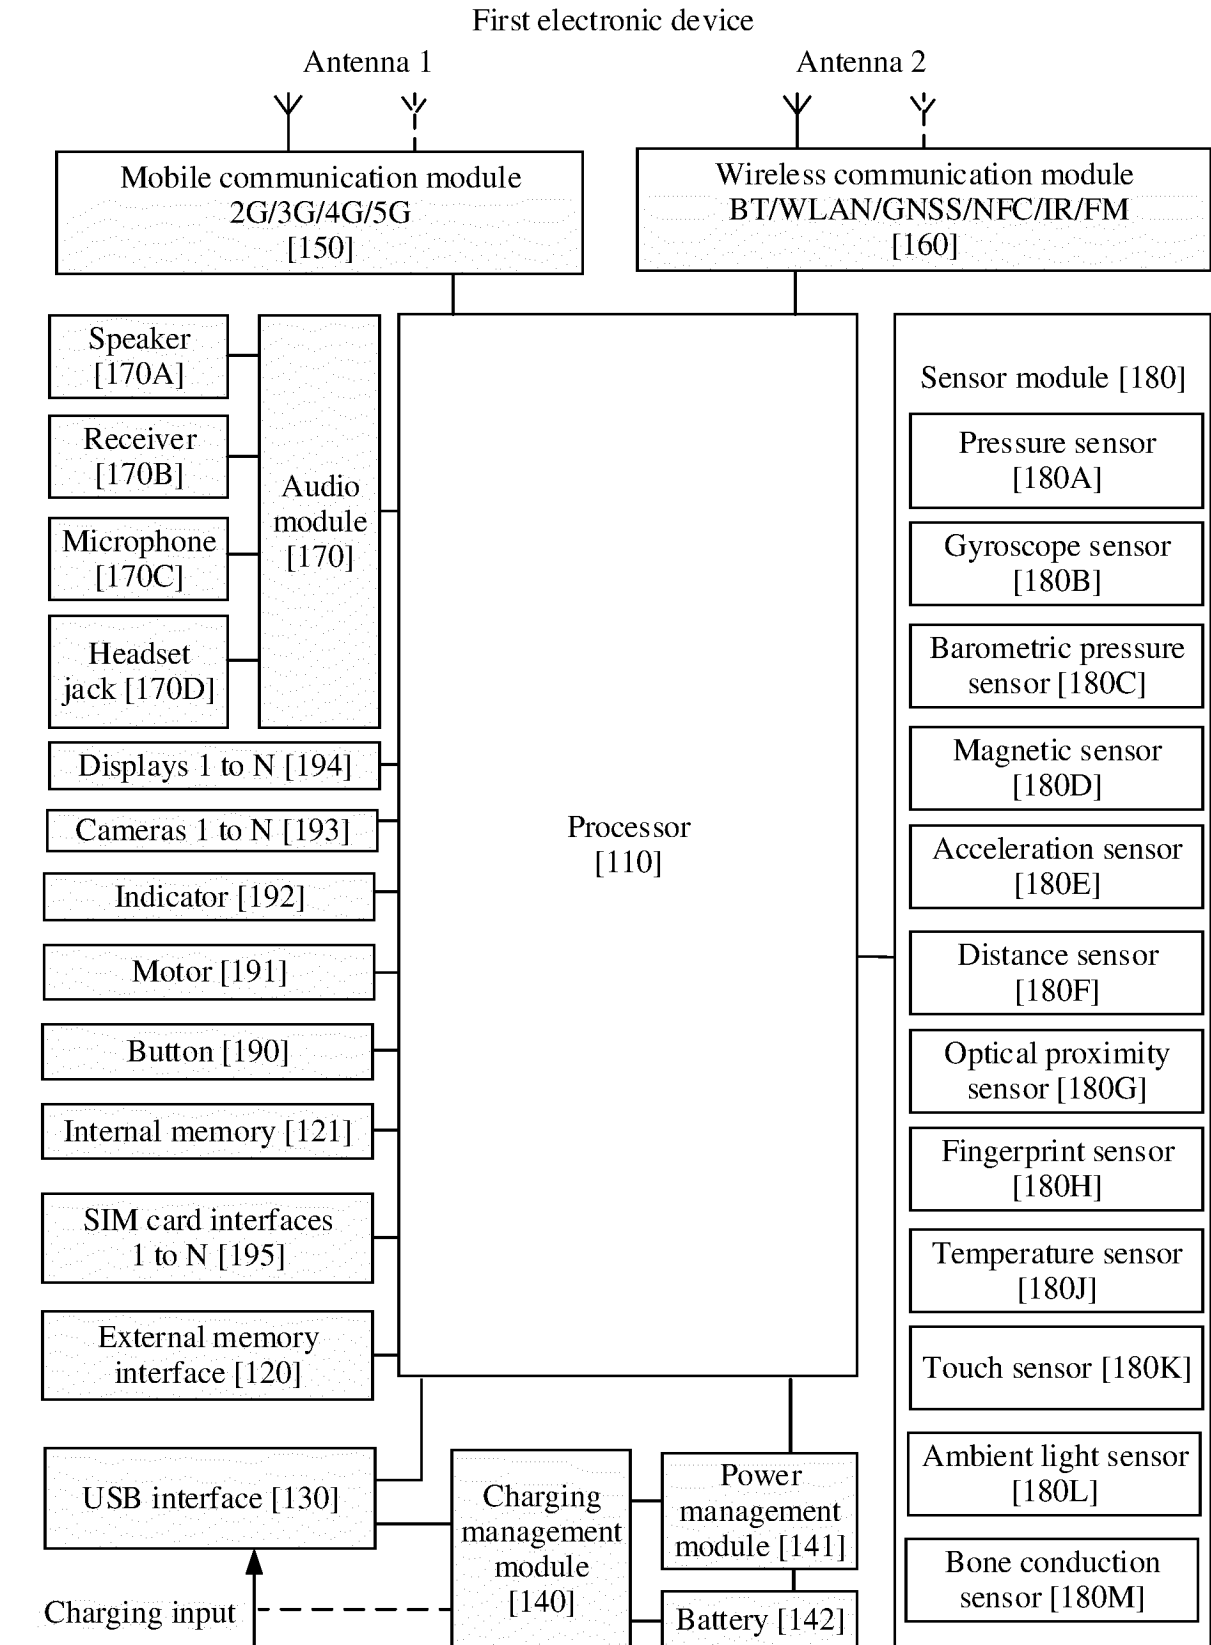 First electronic device
Antenna 1
Antenna 2
Mobile communication module
2G/3G/4G/5G
[150]
Wireless communication module
BT/WLAN/GNSS/NFC/IR/FM
[160]
Speaker
[170A]
Receiver
[170B]
Microphone
[170C]
Headset
jack [170D]
Audio
module
[170]
Displays 1 to N [194]
Cameras 1 to N [193]
Indicator [192]
Motor [191]
Button [190]
Internal memory [121]
SIM card interfaces
1 to N [195]
External memory
interface [120]
Processor
[110]
Sensor module [180]
Pressure sensor
[180A]
Gyroscope sensor
[180B]
Barometric pressure
sensor [180C]
Magnetic sensor
[180D]
Acceleration sensor
[180E]
Distance sensor
[180F]
Optical proximity
sensor [180G]
Fingerprint sensor
[180H]
Temperature sensor
[180J]
Touch sensor [180K]
Ambient light sensor
[180L]
Bone conduction
sensor [180M]
USB interface [130]
Charging input
Charging
management
module
[140]
Power
management
module [141]
Battery [142]